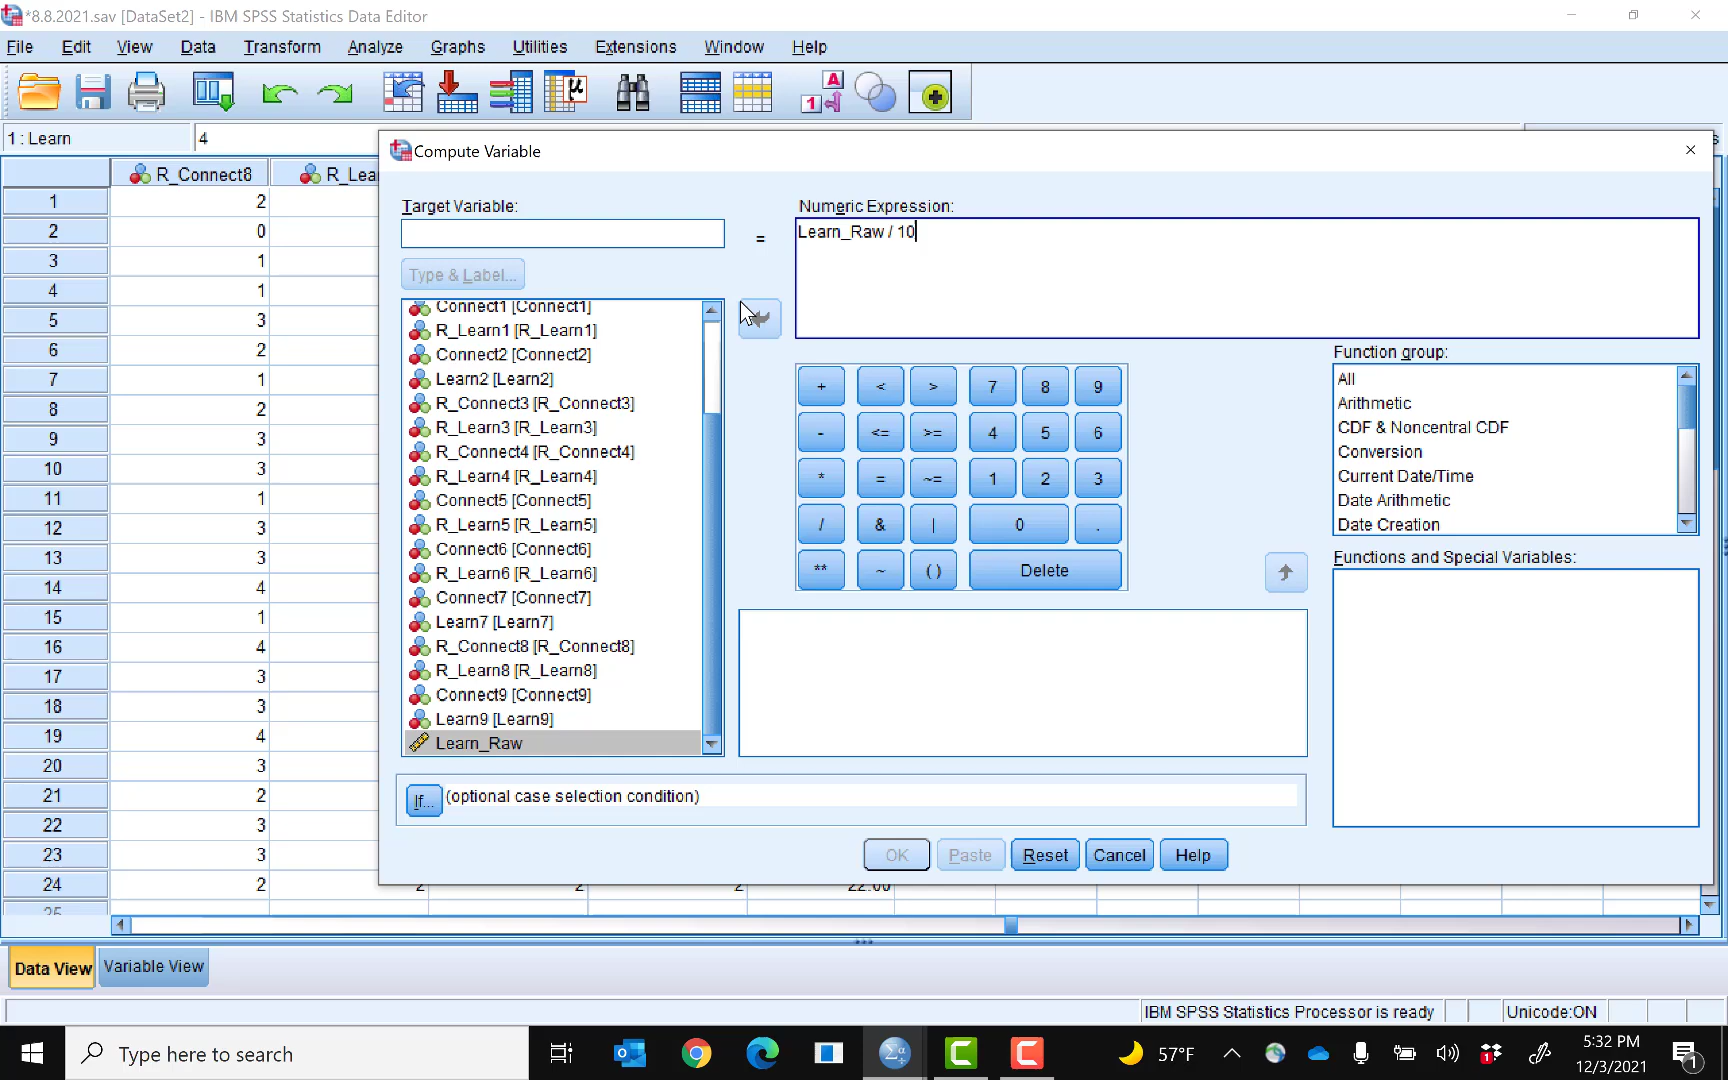 *8.8.2021.sav [DataSet2] - IBM SPSS Statistics Data Editor
File Edit View Data Transform Analyze Graphs Utilities Extensions Window Help
1 : Learn 4
Compute Variable
R_Connect8 R_Lea
Target Variable:
Numeric Expression:
Learn_Raw / 10
=
Type & Label...
Connect1 [Connect1]
R_Learn1 [R_Learn1]
Connect2 [Connect2]
Learn2 [Learn2]
R_Connect3 [R_Connect3]
R_Learn3 [R_Learn3]
R_Connect4 [R_Connect4]
R_Learn4 [R_Learn4]
Connect5 [Connect5]
R_Learn5 [R_Learn5]
Connect6 [Connect6]
R_Learn6 [R_Learn6]
Connect7 [Connect7]
Learn7 [Learn7]
R_Connect8 [R_Connect8]
R_Learn8 [R_Learn8]
Connect9 [Connect9]
Learn9 [Learn9]
Learn_Raw
+ < > 7 8 9
- <= >= 4 5 6
* = ~= 1 2 3
/ & | 0 .
** ~ ( ) Delete
Function group:
All
Arithmetic
CDF & Noncentral CDF
Conversion
Current Date/Time
Date Arithmetic
Date Creation
Functions and Special Variables:
If... (optional case selection condition)
OK Paste Reset Cancel Help
1 2
2 0
3 1
4 1
5 3
6 2
7 1
8 2
9 3
10 3
11 1
12 3
13 3
14 4
15 1
16 4
17 3
18 3
19 4
20 3
21 2
22 3
23 3
24 2 2 2 2 22.00
25
Data View Variable View
IBM SPSS Statistics Processor is ready Unicode:ON
Type here to search
57°F
5:32 PM
12/3/2021
1